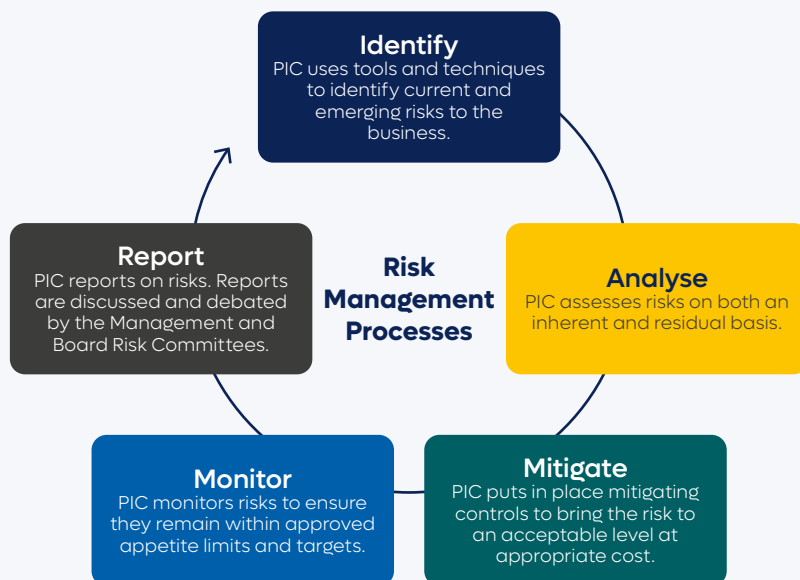 Identify
PIC uses tools and techniques
to identify current and
emerging risks to the
business.
Report
PIC reports on risks. Reports
are discussed and debated
by the Management and
Board Risk Committees.
Risk
Management
Processes
Analyse
PIC assesses risks on both an
inherent and residual basis.
Monitor
PIC monitors risks to ensure
they remain within approved
appetite limits and targets.
Mitigate
PIC puts in place mitigating
controls to bring the risk to
an acceptable level at
appropriate cost.